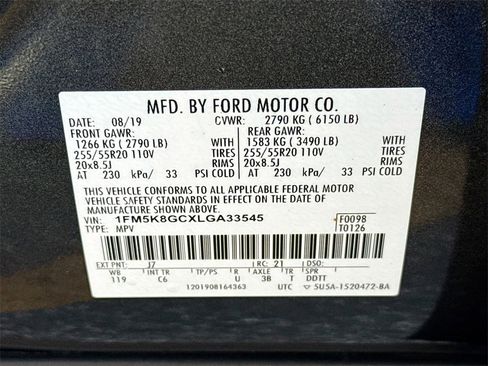 MFD. BY FORD MOTOR CO.
DATE: 08/19 GVWR: 2790 KG ( 6150 LB)
FRONT GAWR: REAR GAWR:
1266 KG ( 2790 LB) WITH 1583 KG ( 3490 LB) WITH
255/55R20 110V TIRES 255/55R20 110V TIRES
20x8.5J RIMS 20x8.5J RIMS
AT 230 kPa/ 33 PSI COLD AT 230 kPa/ 33 PSI COLD
THIS VEHICLE CONFORMS TO ALL APPLICABLE FEDERAL MOTOR
VEHICLE SAFETY STANDARDS IN EFFECT ON THE DATE OF
MANUFACTURE SHOWN ABOVE.
VIN: 1FM5K8GCXLGA33545 F0098
TYPE: MPV T0126
EXT PNT: J7 RC: 21 DSO:
WB INT TR TP/PS R AXLE TR SPR
119 C6 U 3B T DDTT
1201908164363 UTC 5U5A-1520472-BA